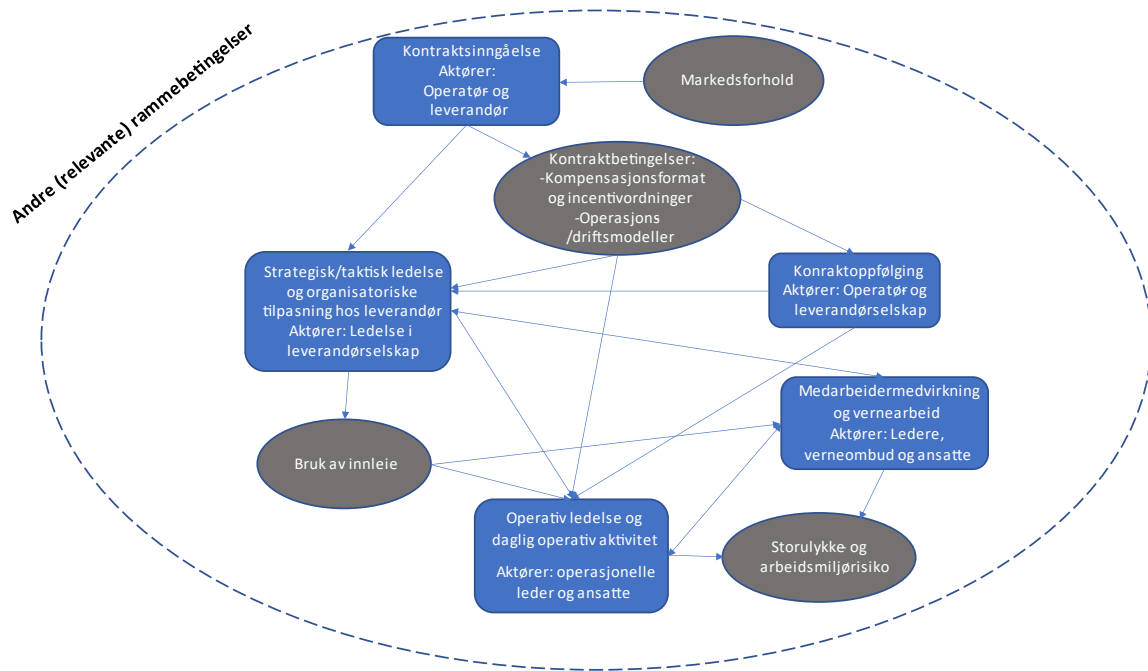 Andre (relevante) rammebetingelser
Kontraktsinngåelse
Aktører:
Operatør- og
leverandør
Markedsforhold
Kontraktbetingelser:
-Kompensasjonsformat
og incentivordninger
-Operasjons
/driftsmodeller
Strategisk/taktisk ledelse
og organisatoriske
tilpasning hos leverandør
Aktører: Ledelse i
leverandørselskap
Konraktoppfølging
Aktører: Operatør- og
leverandørselskap
Medarbeidermedvirkning
og vernearbeid
Aktører: Ledere,
verneombud og ansatte
Bruk av innleie
Operativ ledelse og
daglig operativ aktivitet
Aktører: operasjonelle
leder og ansatte
Storulykke- og
arbeidsmiljørisiko